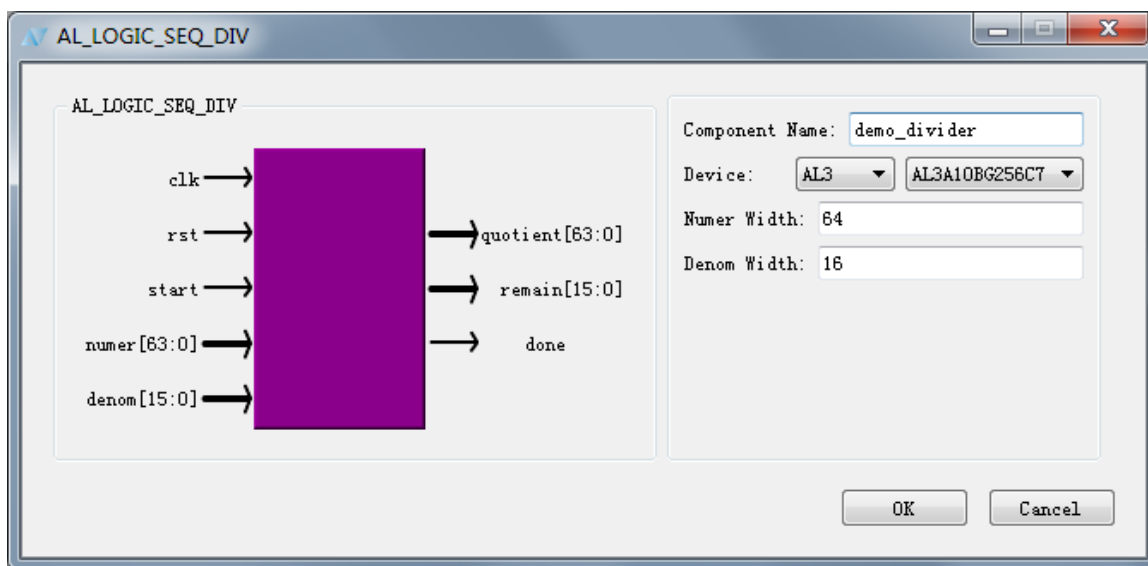 AL_LOGIC_SEQ_DIV
AL_LOGIC_SEQ_DIV
clk
rst
start
numer[63:0]
denom[15:0]
quotient[63:0]
remain[15:0]
done
Component Name: demo_divider
Device: AL3 AL3A10BG256C7
Numer Width: 64
Denom Width: 16
OK Cancel